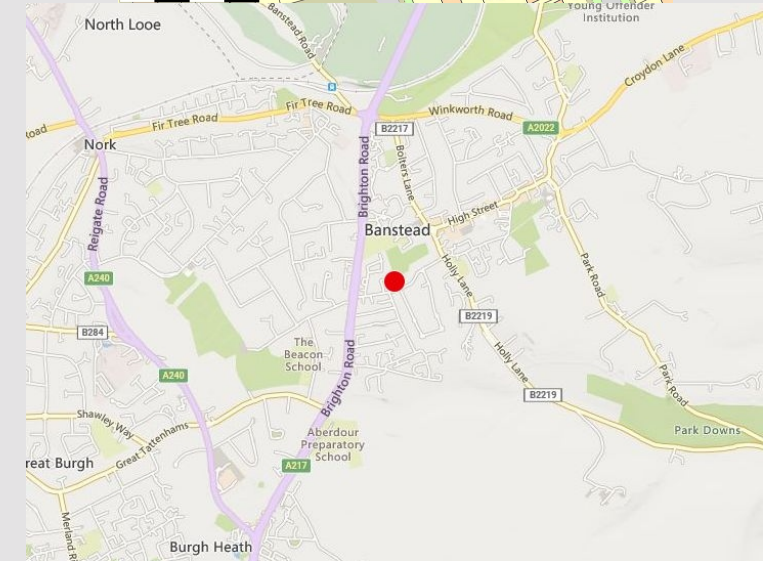 Young Offender
Institution
North Looe
Banstead Road
Croydon Lane
Fir Tree Road
Winkworth Road
Fir Tree Road
B2217
A2022
Nork
Bolters Lane
Brighton Road
Reigate Road
High Street
Banstead
A240
Holly Lane
Park Road
B284
B2219
The
Beacon
School
Holly Lane
A240
Brighton Road
B2219
Park Road
Shawley Way
Great Tattenhams
Aberdour
Preparatory
School
Park Downs
A217
Burgh Heath